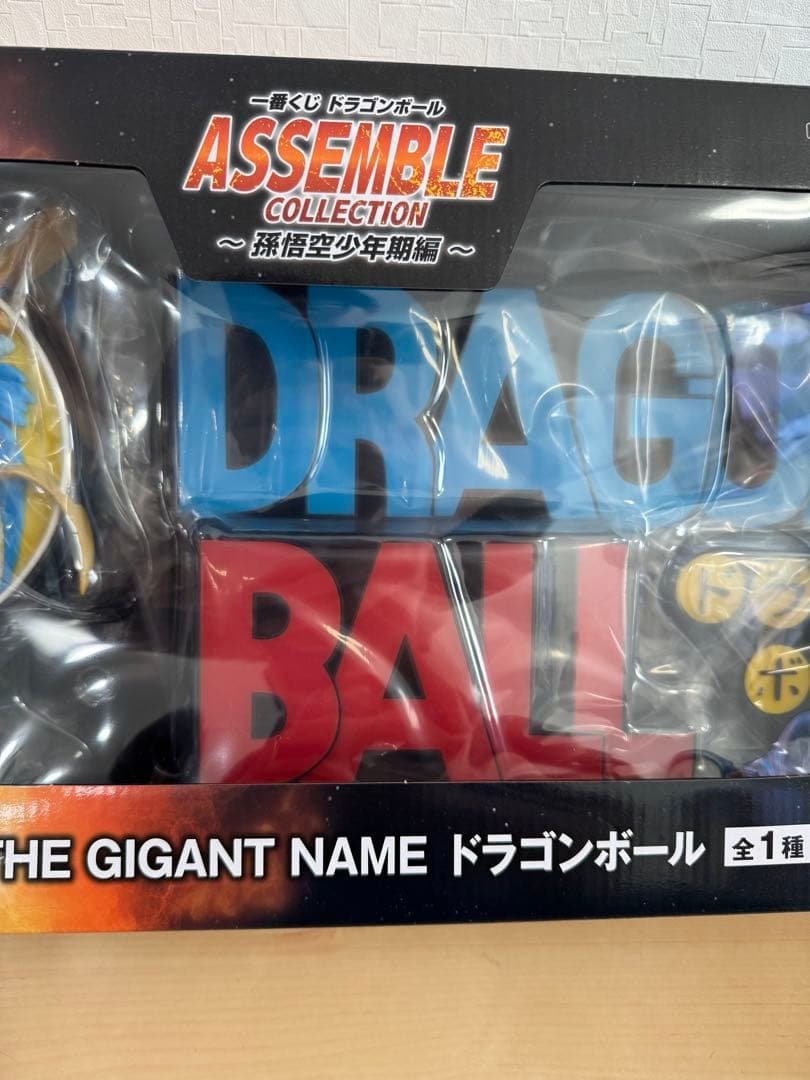 一番くじ ドラゴンボール
ASSEMBLE
COLLECTION
～ 孫悟空少年期編 ～
DRAGO
BALL
ド
ボ
THE GIGANT NAME ドラゴンボール 全1種